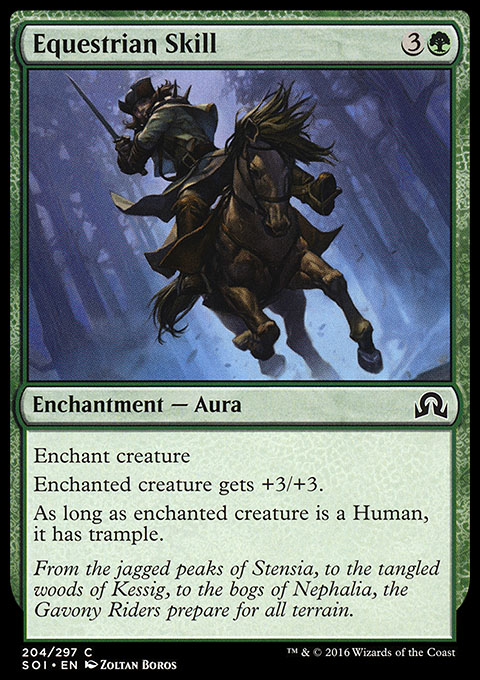 Equestrian Skill 3
Enchantment — Aura
Enchant creature
Enchanted creature gets +3/+3.
As long as enchanted creature is a Human,
it has trample.
From the jagged peaks of Stensia, to the tangled
woods of Kessig, to the bogs of Nephalia, the
Gavony Riders prepare for all terrain.
204/297 C
SOI • EN Zoltan Boros
™ & © 2016 Wizards of the Coast